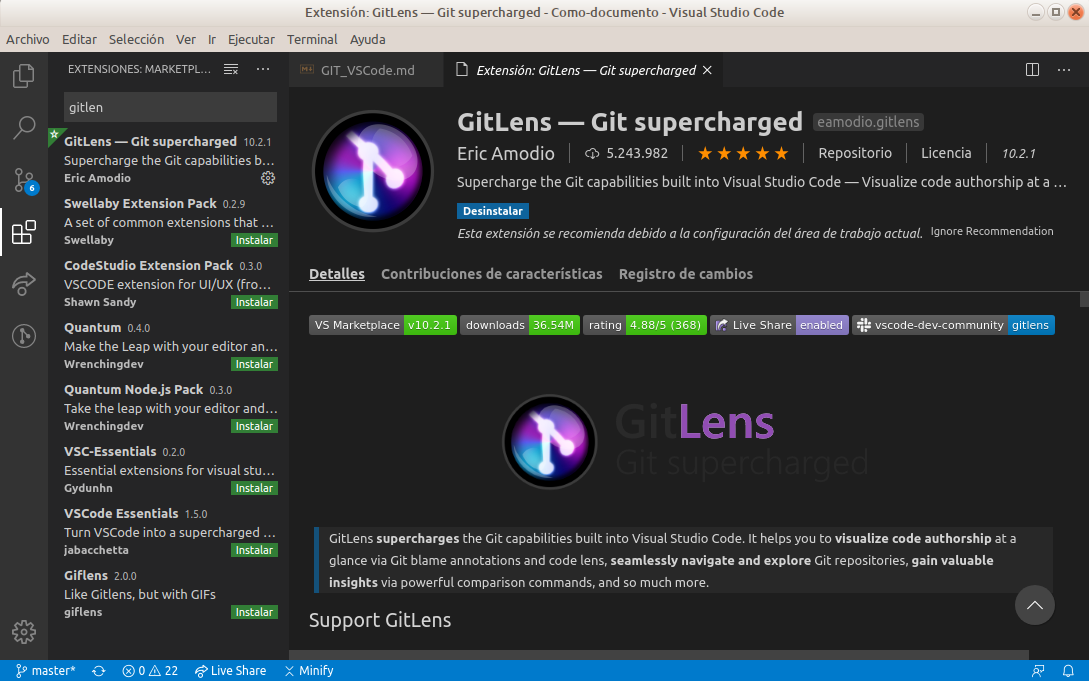 Extensión: GitLens — Git supercharged - Como-documento - Visual Studio Code
Archivo Editar Selección Ver Ir Ejecutar Terminal Ayuda
EXTENSIONES: MARKETPL...
GIT_VSCode.md
Extensión: GitLens — Git supercharged
gitlen
GitLens — Git supercharged 10.2.1
Supercharge the Git capabilities b...
Eric Amodio
Swellaby Extension Pack 0.2.9
A set of common extensions that ...
Swellaby Instalar
CodeStudio Extension Pack 0.3.0
VSCODE extension for UI/UX (fro...
Shawn Sandy Instalar
Quantum 0.4.0
Make the Leap with your editor an...
Wrenchingdev Instalar
Quantum Node.js Pack 0.3.0
Take the leap with your editor and...
Wrenchingdev Instalar
VSC-Essentials 0.2.0
Essential extensions for visual stu...
Gydunhn Instalar
VSCode Essentials 1.5.0
Turn VSCode into a supercharged ...
jabacchetta Instalar
Giflens 2.0.0
Like Gitlens, but with GIFs
giflens Instalar
6
GitLens — Git supercharged eamodio.gitlens
Eric Amodio 5.243.982 Repositorio Licencia 10.2.1
Supercharge the Git capabilities built into Visual Studio Code — Visualize code authorship at a ...
Desinstalar
Esta extensión se recomienda debido a la configuración del área de trabajo actual. Ignore Recommendation
Detalles Contribuciones de características Registro de cambios
VS Marketplace v10.2.1 downloads 36.54M rating 4.88/5 (368) Live Share enabled vscode-dev-community gitlens
GitLens
Git supercharged
GitLens supercharges the Git capabilities built into Visual Studio Code. It helps you to visualize code authorship at a
glance via Git blame annotations and code lens, seamlessly navigate and explore Git repositories, gain valuable
insights via powerful comparison commands, and so much more.
Support GitLens
master* 0 22 Live Share Minify